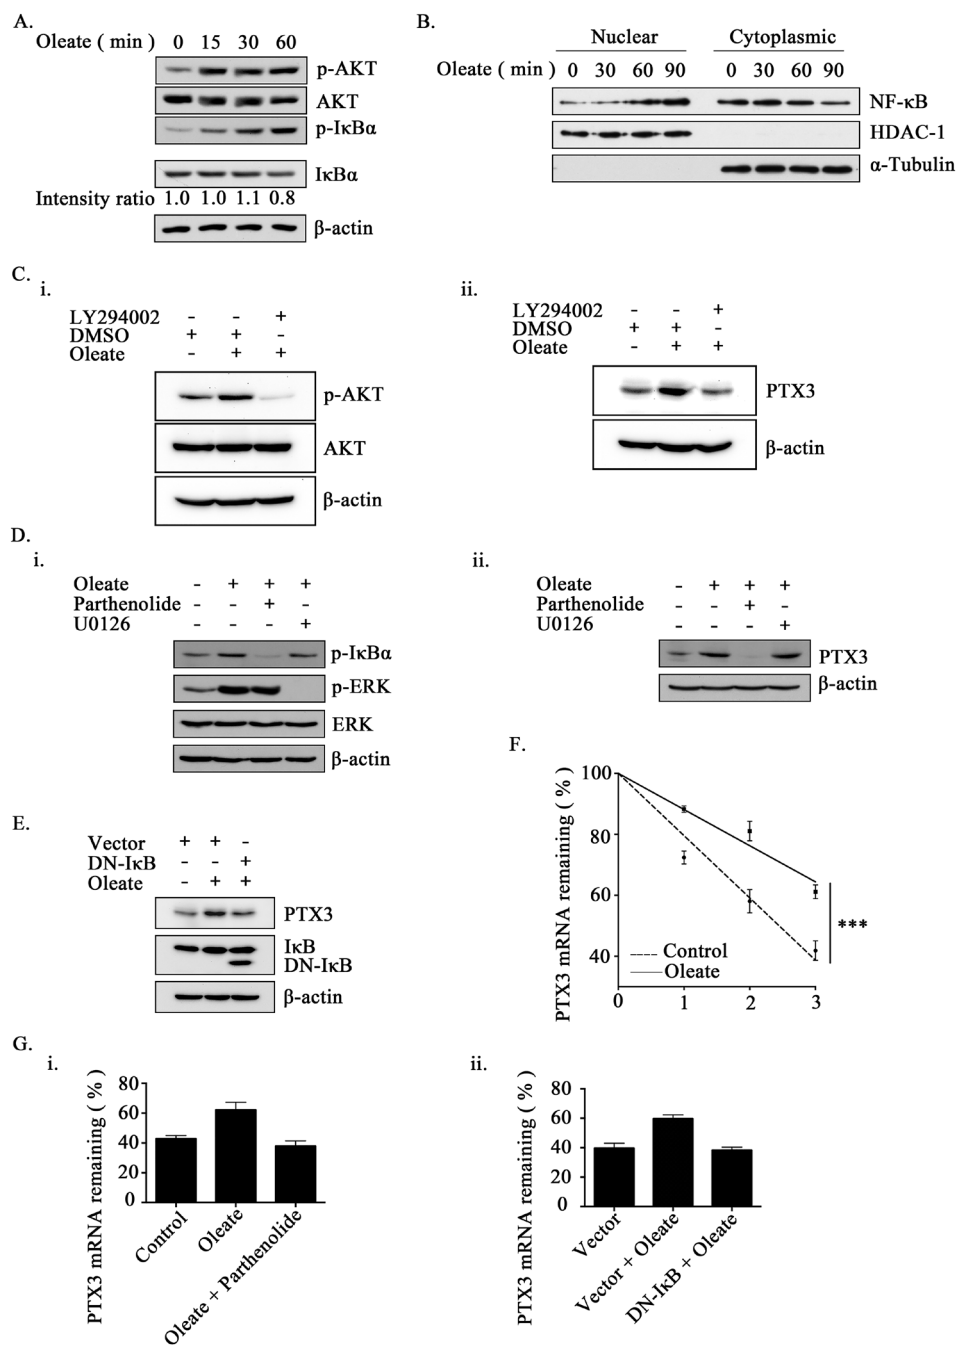 A.
Oleate ( min ) 0 15 30 60
p-AKT
AKT
p-IκBα
IκBα
Intensity ratio 1.0 1.0 1.1 0.8
β-actin
B.
Nuclear Cytoplasmic
Oleate ( min ) 0 30 60 90 0 30 60 90
NF-κB
HDAC-1
α-Tubulin
C.
i.
LY294002 - - +
DMSO + + -
Oleate - + +
p-AKT
AKT
β-actin
ii.
LY294002 - - +
DMSO + + -
Oleate - + +
PTX3
β-actin
D.
i.
Oleate - + + +
Parthenolide - - + -
U0126 - - - +
p-IκBα
p-ERK
ERK
β-actin
ii.
Oleate - + + +
Parthenolide - - + -
U0126 - - - +
PTX3
β-actin
E.
Vector + + -
DN-IκB - - +
Oleate - + +
PTX3
IκB
DN-IκB
β-actin
F.
PTX3 mRNA remaining ( % )
100
80
60
40
0 1 2 3
Control
Oleate
***
G.
i.
PTX3 mRNA remaining ( % )
80
60
40
20
0
Control
Oleate
Oleate + Parthenolide
ii.
PTX3 mRNA remaining ( % )
80
60
40
20
0
Vector
Vector + Oleate
DN-IκB + Oleate